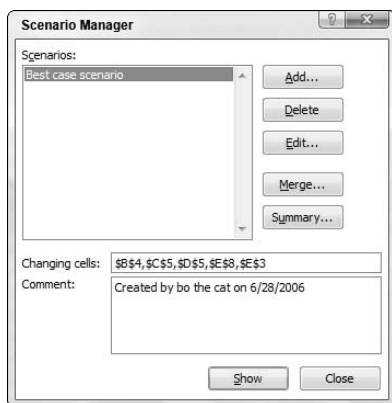 Scenario Manager
Scenarios:
Best case scenario
Add...
Delete
Edit...
Merge...
Summary...
Changing cells: $B$4,$C$5,$D$5,$E$8,$E$3
Comment: Created by bo the cat on 6/28/2006
Show Close